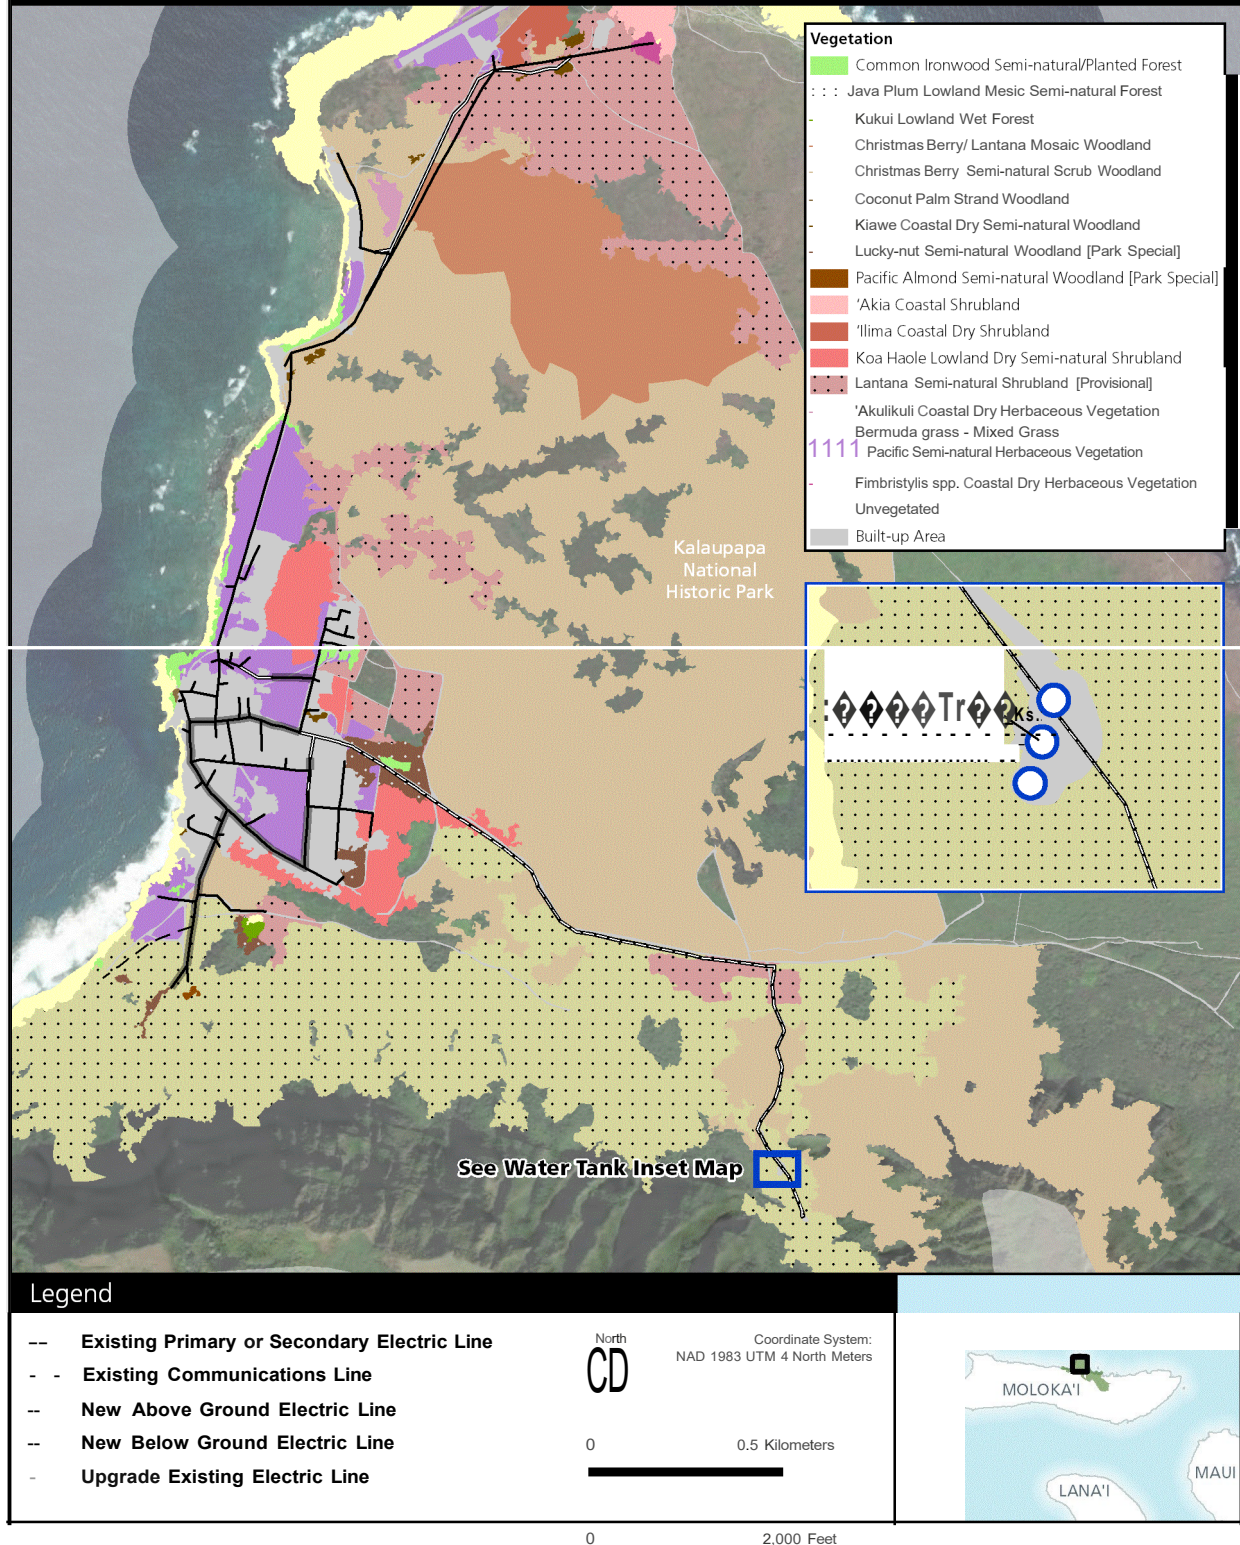 Vegetation
Common Ironwood Semi-natural/Planted Forest
: : : Java Plum Lowland Mesic Semi-natural Forest
Kukui Lowland Wet Forest
Christmas Berry/ Lantana Mosaic Woodland
Christmas Berry Semi-natural Scrub Woodland
Coconut Palm Strand Woodland
Kiawe Coastal Dry Semi-natural Woodland
Lucky-nut Semi-natural Woodland [Park Special]
Pacific Almond Semi-natural Woodland [Park Special]
'Akia Coastal Shrubland
'Ilima Coastal Dry Shrubland
Koa Haole Lowland Dry Semi-natural Shrubland
Lantana Semi-natural Shrubland [Provisional]
'Akulikuli Coastal Dry Herbaceous Vegetation
Bermuda grass - Mixed Grass
1111 Pacific Semi-natural Herbaceous Vegetation
Fimbristylis spp. Coastal Dry Herbaceous Vegetation
Unvegetated
Built-up Area
Kalaupapa
National
Historic Park
:����Tr��Ks.
See Water Tank Inset Map
Legend
-- Existing Primary or Secondary Electric Line
- - Existing Communications Line
-- New Above Ground Electric Line
-- New Below Ground Electric Line
- Upgrade Existing Electric Line
North
CD
Coordinate System:
NAD 1983 UTM 4 North Meters
0 0.5 Kilometers
0 2,000 Feet
MOLOKA'I
LANA'I
MAUI